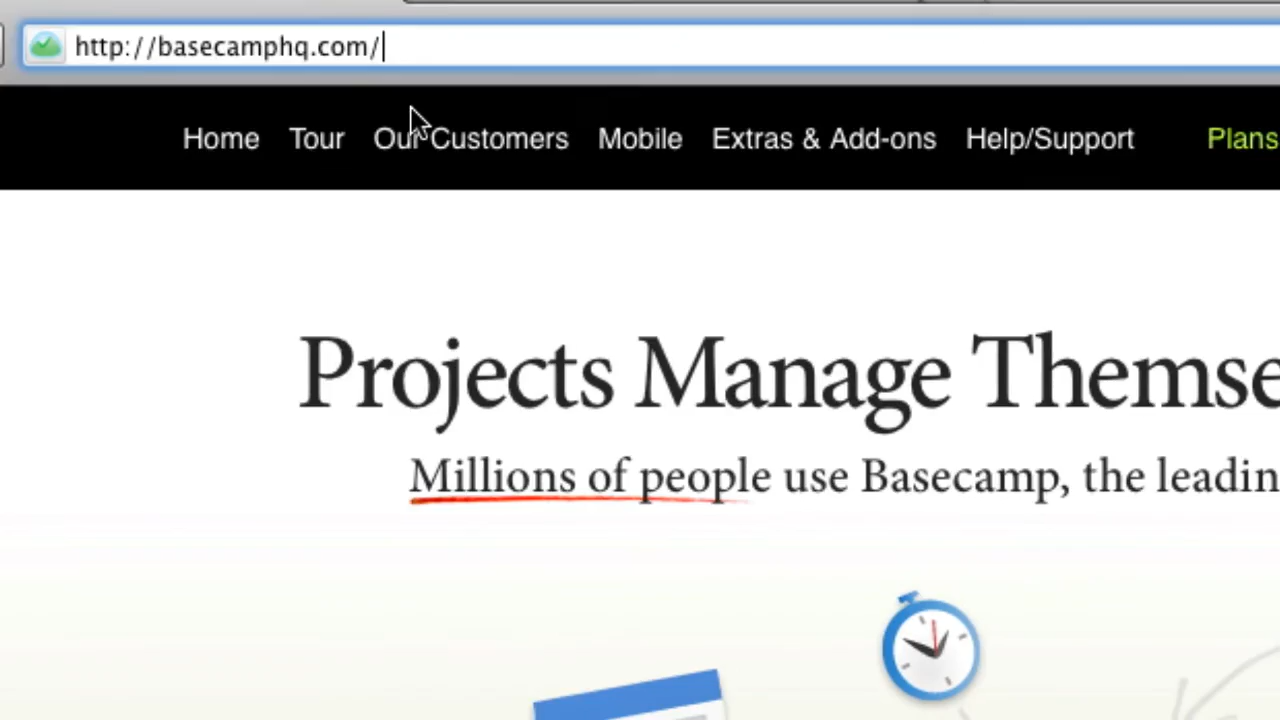 http://basecamphq.com/
Home Tour Our Customers Mobile Extras & Add-ons Help/Support Plans
Projects Manage Themse
Millions of people use Basecamp, the leadin